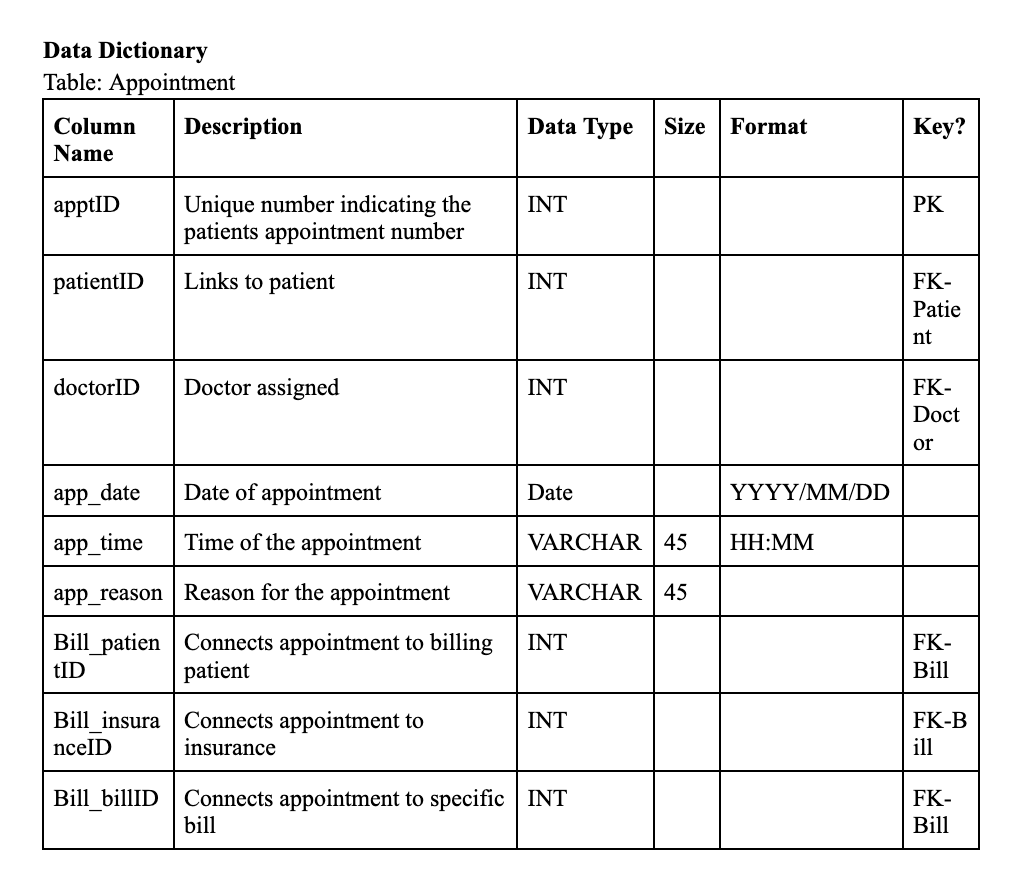 Data Dictionary
Table: Appointment
Column Name Description Data Type Size Format Key?
apptID Unique number indicating the patients appointment number INT PK
patientID Links to patient INT FK-Patient
doctorID Doctor assigned INT FK-Doctor
app_date Date of appointment Date YYYY/MM/DD
app_time Time of the appointment VARCHAR 45 HH:MM
app_reason Reason for the appointment VARCHAR 45
Bill_patientID Connects appointment to billing patient INT FK-Bill
Bill_insuranceID Connects appointment to insurance INT FK-Bill
Bill_billID Connects appointment to specific bill INT FK-Bill